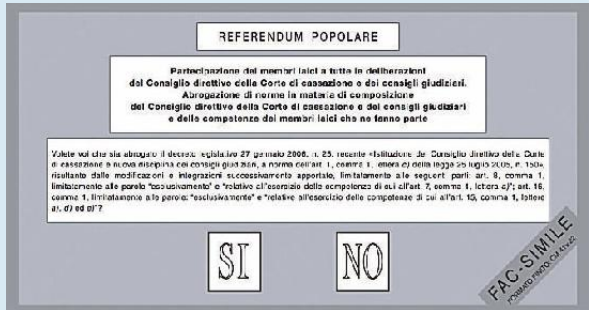 REFERENDUM POPOLARE
Partecipazione dei membri laici a tutte le deliberazioni
del Consiglio direttivo della Corte di cassazione e dei consigli giudiziari.
Abrogazione di norme in materia di composizione
del Consiglio direttivo della Corte di cassazione e dei consigli giudiziari
e delle competenze dei membri laici che ne fanno parte
Volete voi che sia abrogato il decreto legislativo 27 gennaio 2006, n. 25, recante «Istituzione del Consiglio direttivo della Corte
di cassazione e nuova disciplina dei consigli giudiziari, a norma dell'art. 1, comma 1, lettera c) della legge 25 luglio 2005, n. 150»,
risultante dalle modificazioni e integrazioni successivamente apportate, limitatamente alle seguenti parti: art. 8, comma 1,
limitatamente alle parole "esclusivamente" e "relative all'esercizio delle competenze di cui all'art. 7, comma 1, lettera a)"; art. 16,
comma 1, limitatamente alle parole: "esclusivamente" e "relative all'esercizio delle competenze di cui all'art. 15, comma 1, lettere
a), d) ed e)"?
SI
NO
FAC-SIMILE